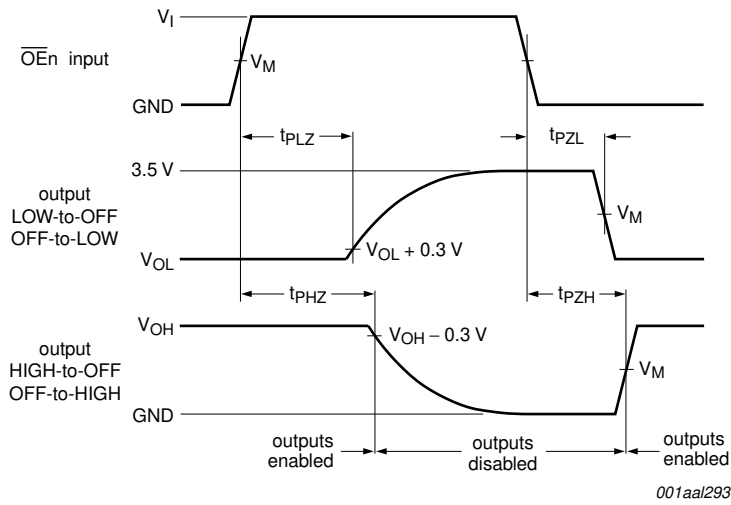 V_I
O̅E̅n input
V_M
GND
t_PLZ
t_PZL
3.5 V
output
LOW-to-OFF
OFF-to-LOW
V_M
V_OL + 0.3 V
V_OL
t_PHZ
t_PZH
V_OH
V_OH − 0.3 V
output
HIGH-to-OFF
OFF-to-HIGH
V_M
GND
outputs
enabled
outputs
disabled
outputs
enabled
001aal293